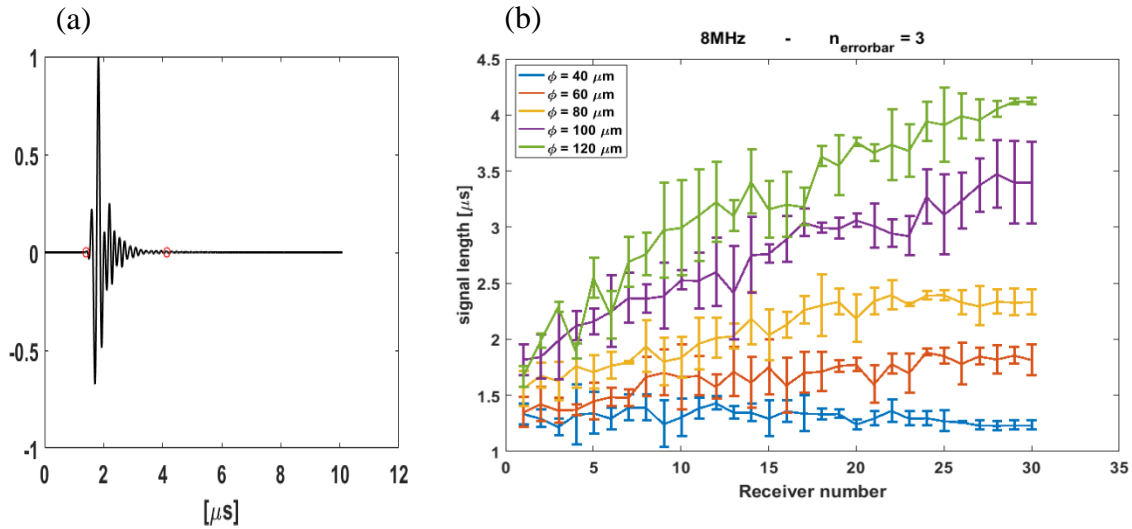 (a)
1
0.5
0
-0.5
-1
0 2 4 6 8 10 12
[μs]
(b)
8MHz - n_errorbar = 3
ϕ = 40 μm
ϕ = 60 μm
ϕ = 80 μm
ϕ = 100 μm
ϕ = 120 μm
4.5
4
3.5
3
2.5
2
1.5
1
signal length [μs]
0 5 10 15 20 25 30 35
Receiver number